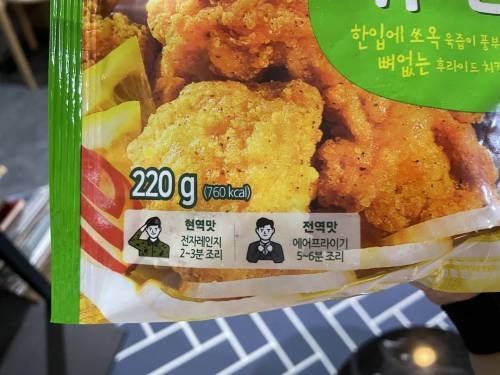 한입에 쏘옥 육즙이 풍부
뼈없는 후라이드 치키
220 g (760 kcal)
현역맛
전자레인지
2~3분 조리
전역맛
에어프라이기
5~6분 조리